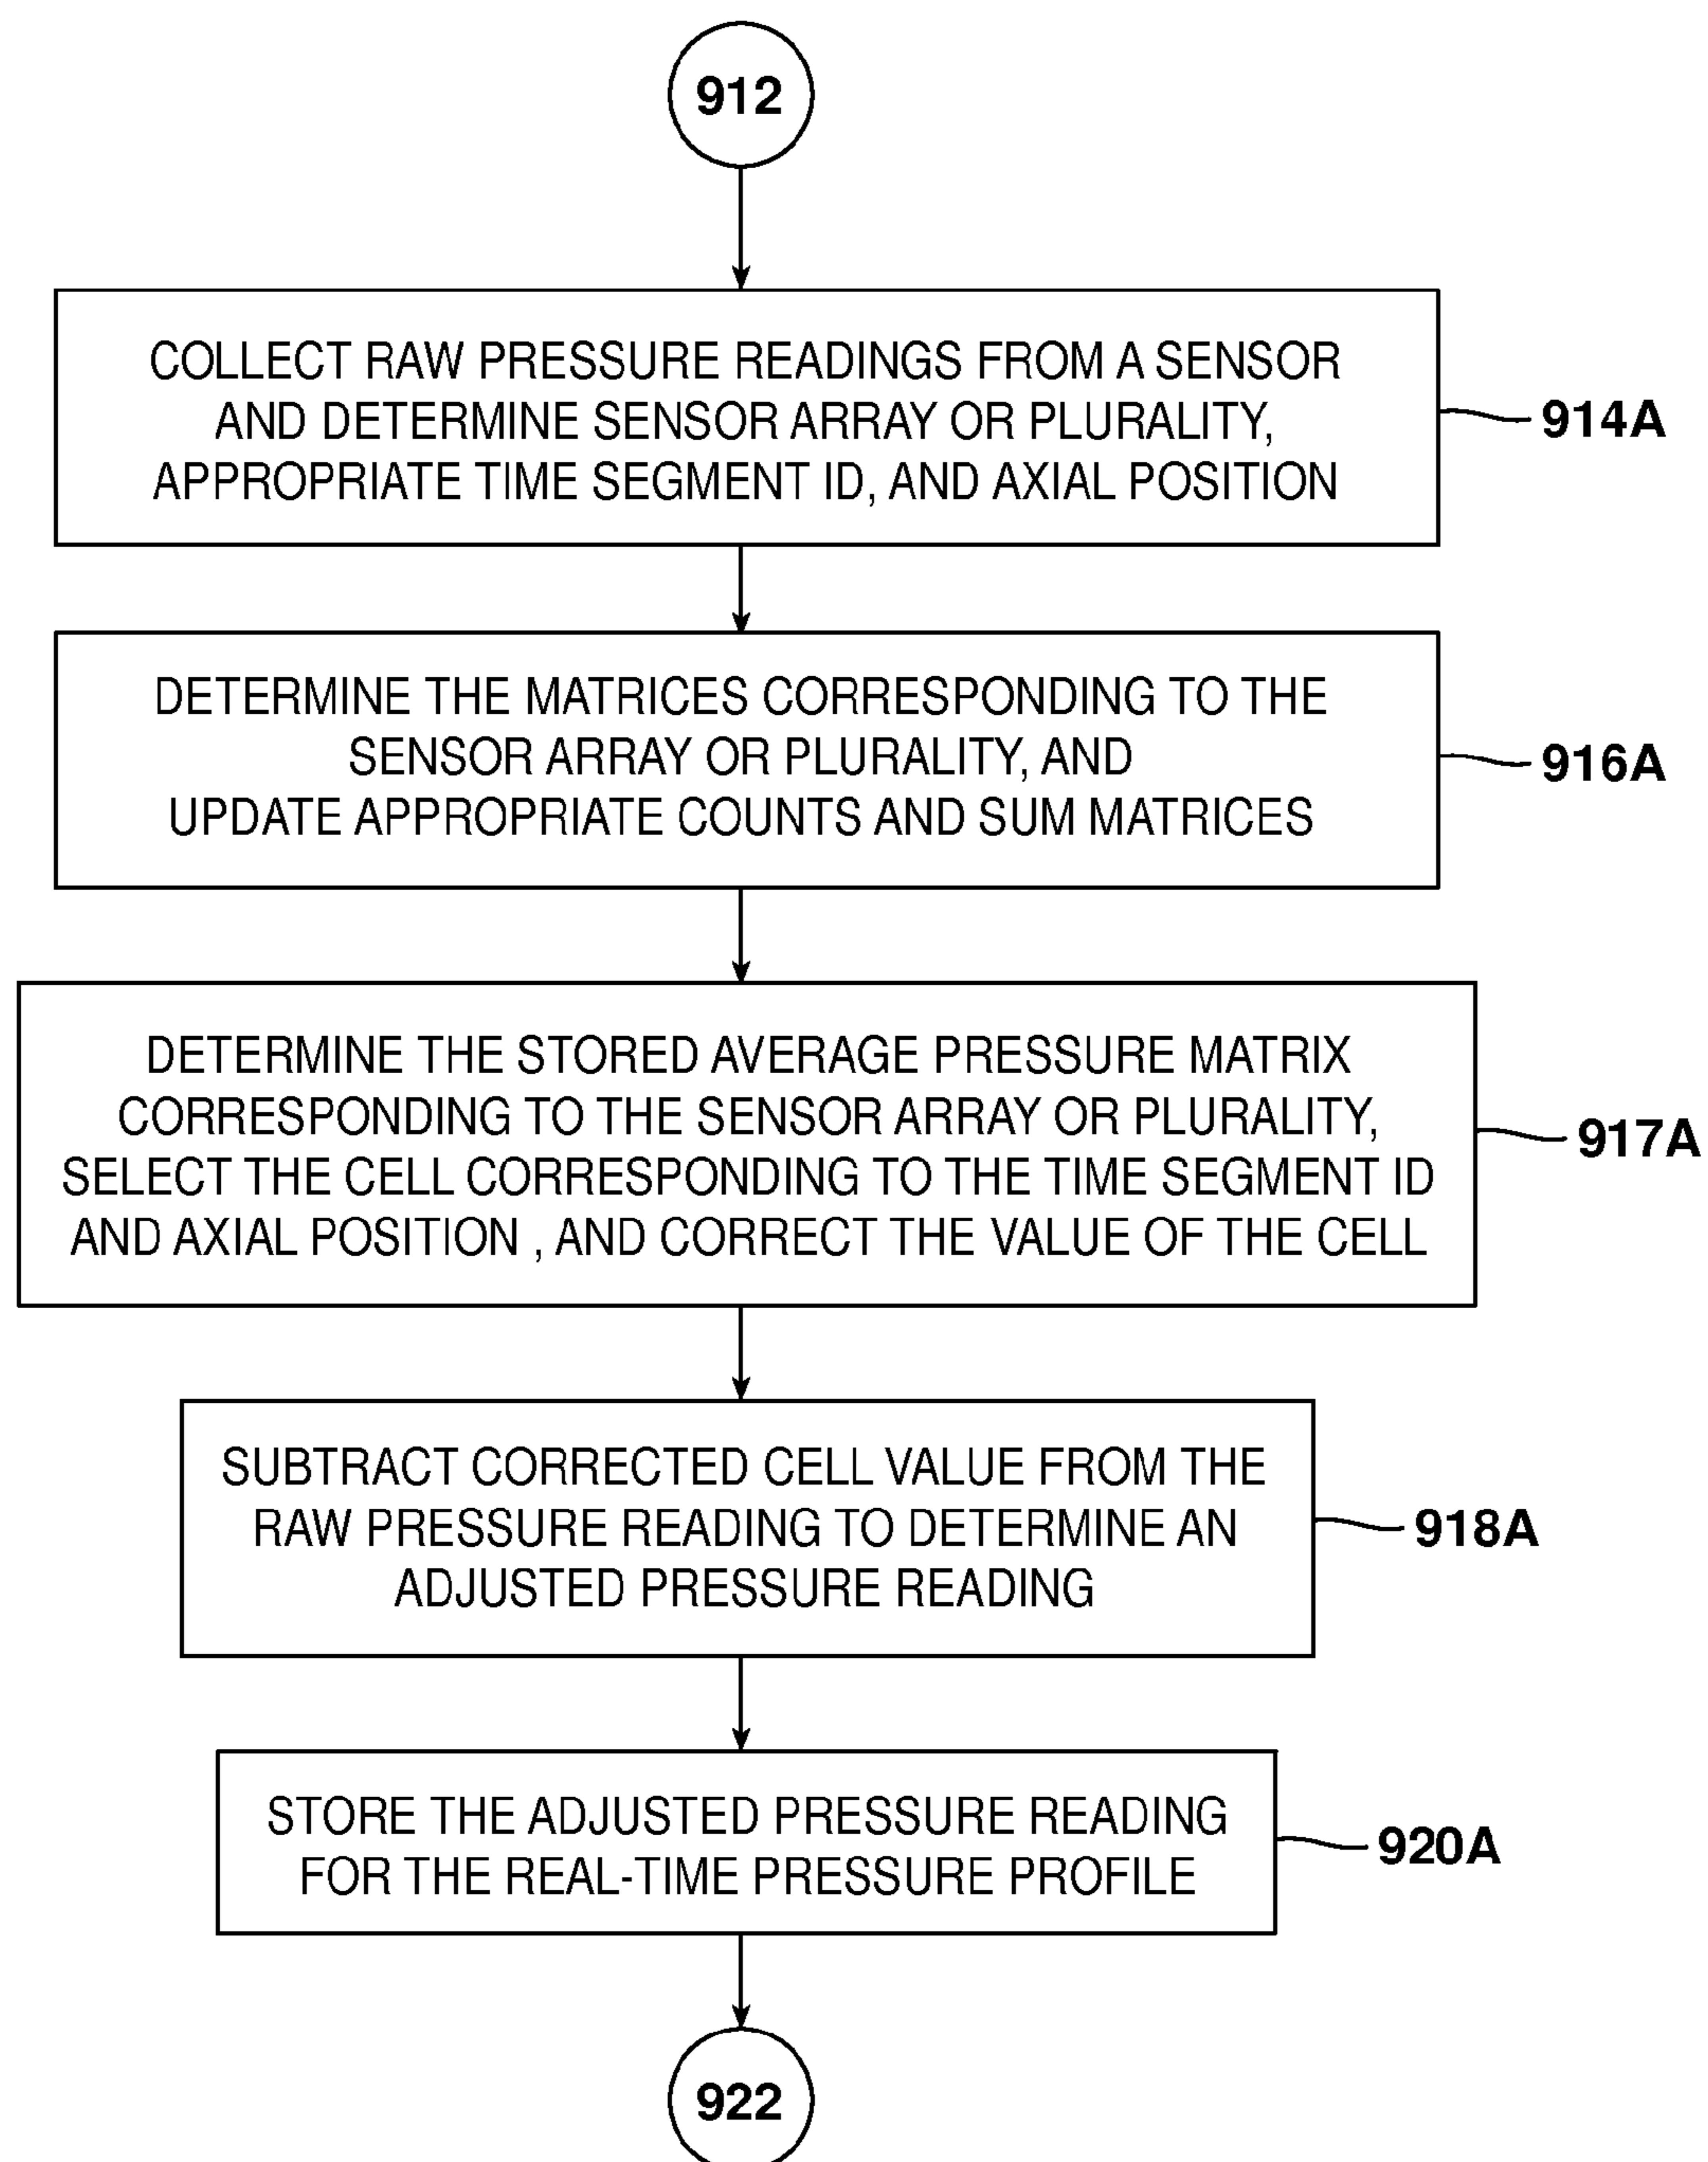 912
COLLECT RAW PRESSURE READINGS FROM A SENSOR
AND DETERMINE SENSOR ARRAY OR PLURALITY,
APPROPRIATE TIME SEGMENT ID, AND AXIAL POSITION
914A
DETERMINE THE MATRICES CORRESPONDING TO THE
SENSOR ARRAY OR PLURALITY, AND
UPDATE APPROPRIATE COUNTS AND SUM MATRICES
916A
DETERMINE THE STORED AVERAGE PRESSURE MATRIX
CORRESPONDING TO THE SENSOR ARRAY OR PLURALITY,
SELECT THE CELL CORRESPONDING TO THE TIME SEGMENT ID
AND AXIAL POSITION , AND CORRECT THE VALUE OF THE CELL
917A
SUBTRACT CORRECTED CELL VALUE FROM THE
RAW PRESSURE READING TO DETERMINE AN
ADJUSTED PRESSURE READING
918A
STORE THE ADJUSTED PRESSURE READING
FOR THE REAL-TIME PRESSURE PROFILE
920A
922